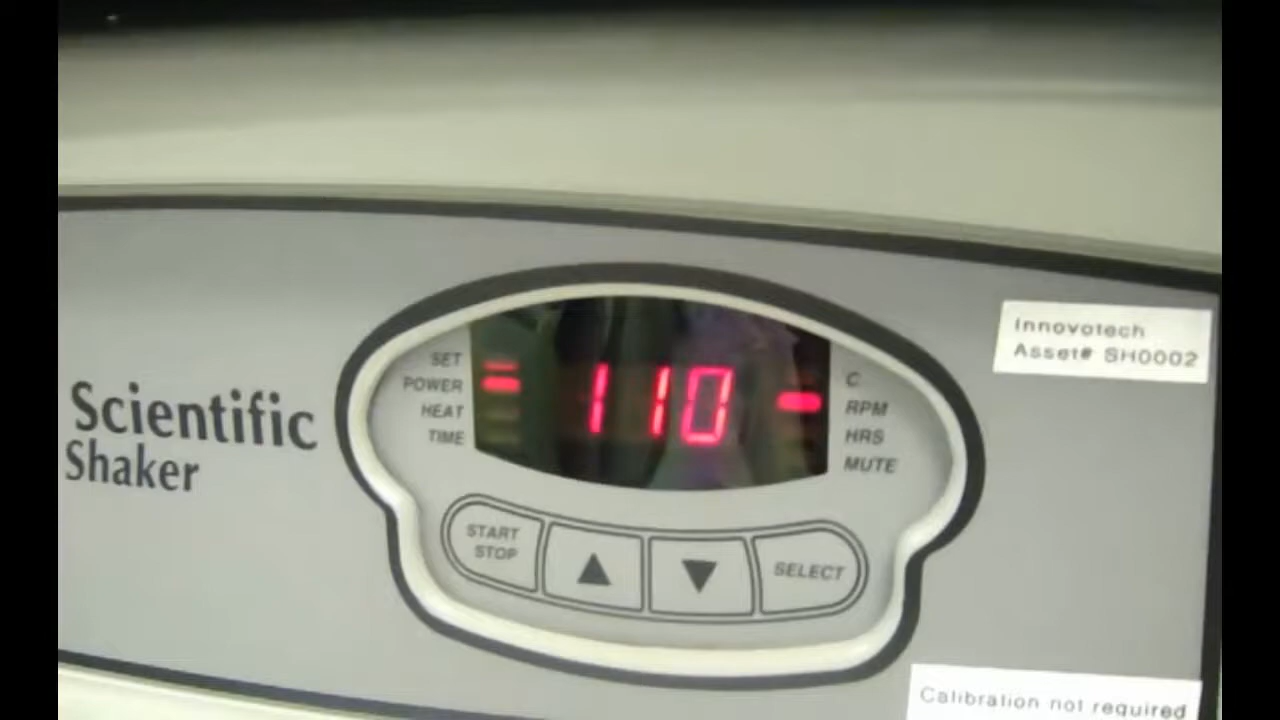 Scientific
Shaker
SET
POWER
HEAT
TIME
110
C
RPM
HRS
MUTE
START
STOP
▲
▼
SELECT
Innovotech
Asset# SH0002
Calibration not required